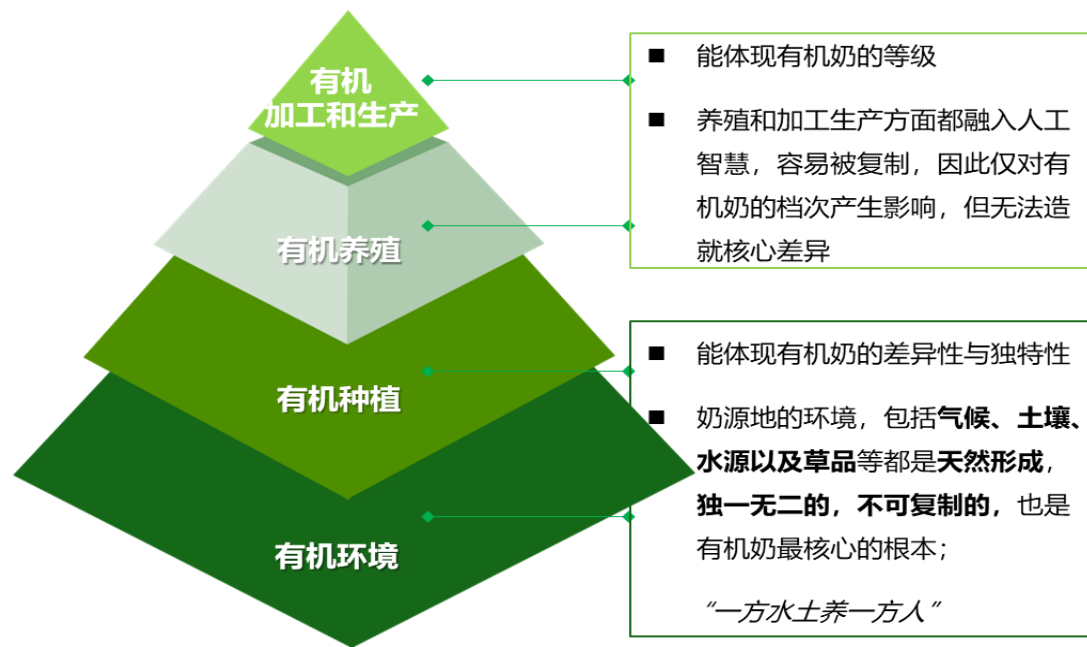 有机
加工和生产
有机养殖
有机种植
有机环境
■ 能体现有机奶的等级
■ 养殖和加工生产方面都融入人工
智慧，容易被复制，因此仅对有
机奶的档次产生影响，但无法造
就核心差异
■ 能体现有机奶的差异性与独特性
■ 奶源地的环境，包括气候、土壤、
水源以及草品等都是天然形成，
独一无二的，不可复制的，也是
有机奶最核心的根本；
“一方水土养一方人”